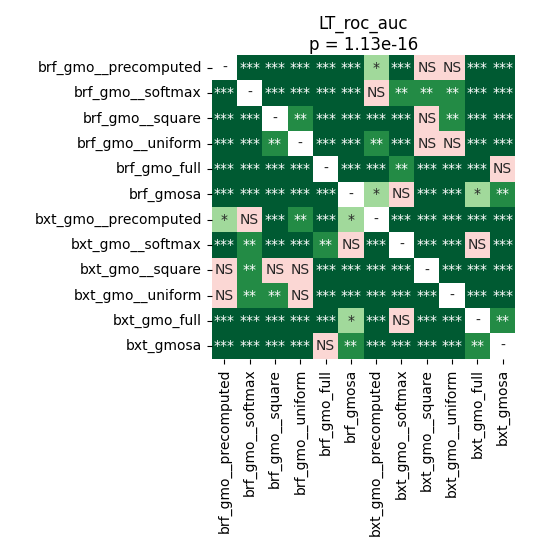 LT_roc_auc
p = 1.13e-16
brf_gmo__precomputed - *** *** *** *** *** * *** NS NS *** ***
brf_gmo__softmax *** - *** *** *** *** NS ** ** ** *** ***
brf_gmo__square *** *** - ** *** *** *** *** NS ** *** ***
brf_gmo__uniform *** *** ** - *** *** ** *** NS NS *** ***
brf_gmo_full *** *** *** *** - *** *** ** *** *** *** NS
brf_gmosa *** *** *** *** *** - * NS *** *** * **
bxt_gmo__precomputed * NS *** ** *** * - *** *** *** *** ***
bxt_gmo__softmax *** ** *** *** ** NS *** - *** *** NS ***
bxt_gmo__square NS ** NS NS *** *** *** *** - *** *** ***
bxt_gmo__uniform NS ** ** NS *** *** *** *** *** - *** ***
bxt_gmo_full *** *** *** *** *** * *** NS *** *** - **
bxt_gmosa *** *** *** *** NS ** *** *** *** *** ** -
brf_gmo__precomputed
brf_gmo__softmax
brf_gmo__square
brf_gmo__uniform
brf_gmo_full
brf_gmosa
bxt_gmo__precomputed
bxt_gmo__softmax
bxt_gmo__square
bxt_gmo__uniform
bxt_gmo_full
bxt_gmosa